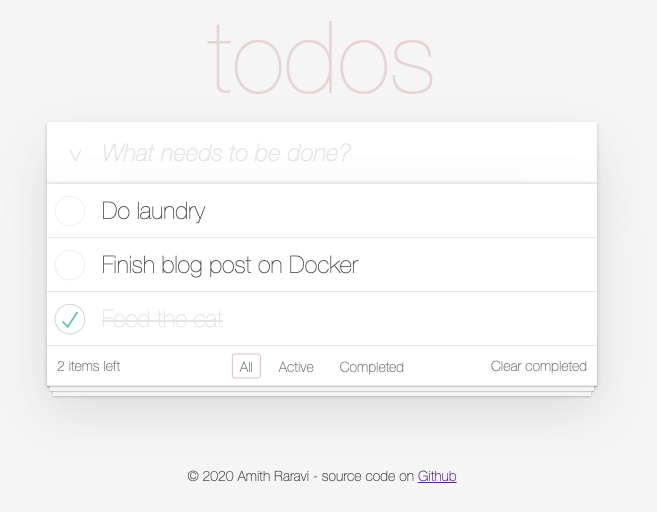 todos
What needs to be done?
Do laundry
Finish blog post on Docker
Feed the cat
2 items left All Active Completed Clear completed
© 2020 Amith Raravi - source code on Github